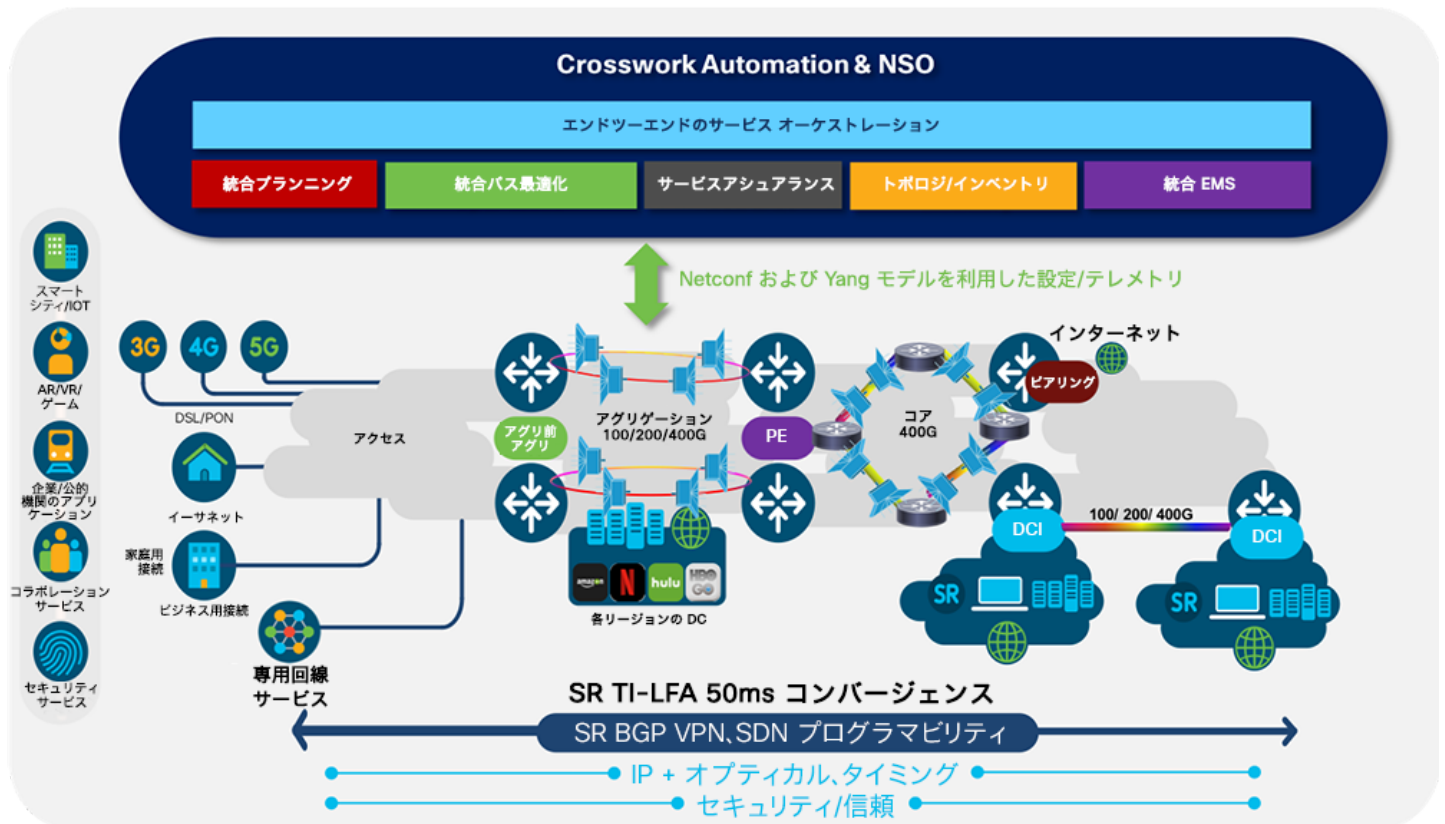 Crosswork Automation & NSO
エンドツーエンドのサービス オーケストレーション
統合プランニング
統合パス最適化
サービスアシュアランス
トポロジ/インベントリ
統合 EMS
Netconf および Yang モデルを利用した設定/テレメトリ
スマート
シティ/IOT
AR/VR/
ゲーム
企業/公的
機関のアプリ
ケーション
コラボレーション
サービス
セキュリティ
サービス
3G
4G
5G
DSL/PON
イーサネット
家庭用
接続
ビジネス用接続
専用回線
サービス
アクセス
アグリ前
アグリ
アグリゲーション
100/200/400G
PE
コア
400G
インターネット
ピアリング
amazon
N
hulu
HBO
GO
各リージョンの DC
DCI
100/ 200/ 400G
DCI
SR
SR
SR TI-LFA 50ms コンバージェンス
SR BGP VPN、SDN プログラマビリティ
IP + オプティカル、タイミング
セキュリティ/信頼